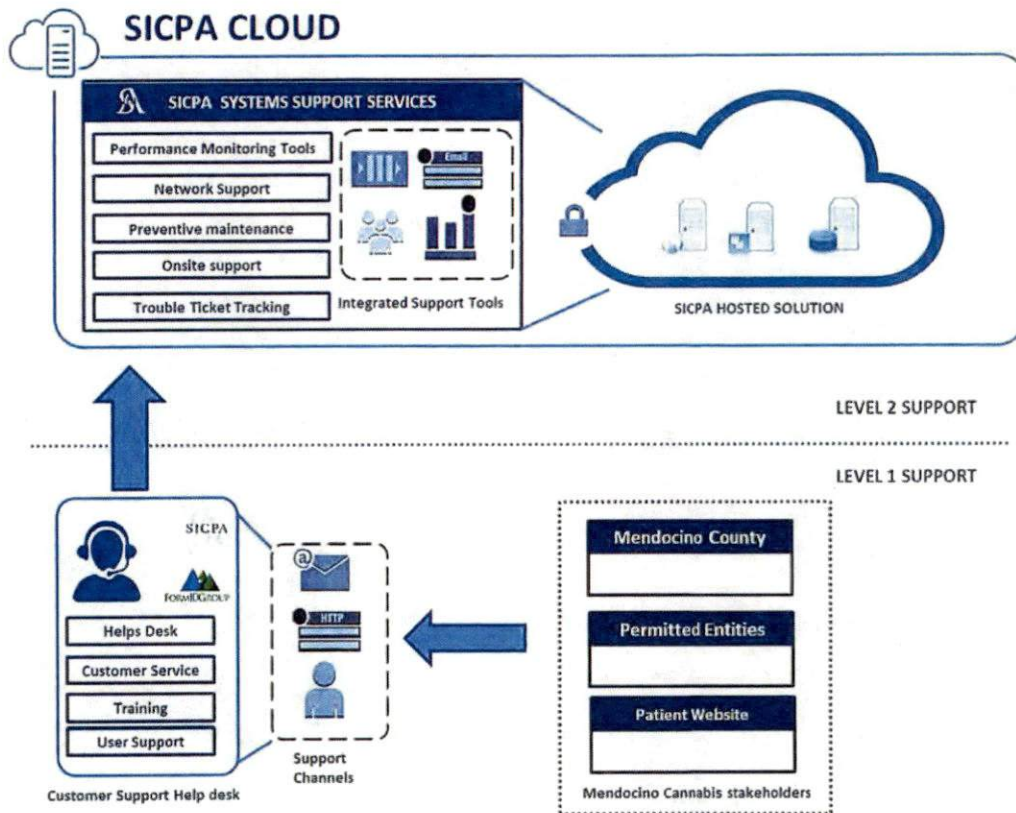 SICPA CLOUD
SICPA SYSTEMS SUPPORT SERVICES
Performance Monitoring Tools
Network Support
Preventive maintenance
Onsite support
Trouble Ticket Tracking
Email
Integrated Support Tools
SICPA HOSTED SOLUTION
LEVEL 2 SUPPORT
LEVEL 1 SUPPORT
SICPA
FORMIDGROUP
Helps Desk
Customer Service
Training
User Support
Customer Support Help desk
@
HTTP
Support
Channels
Mendocino County
Permitted Entities
Patient Website
Mendocino Cannabis stakeholders